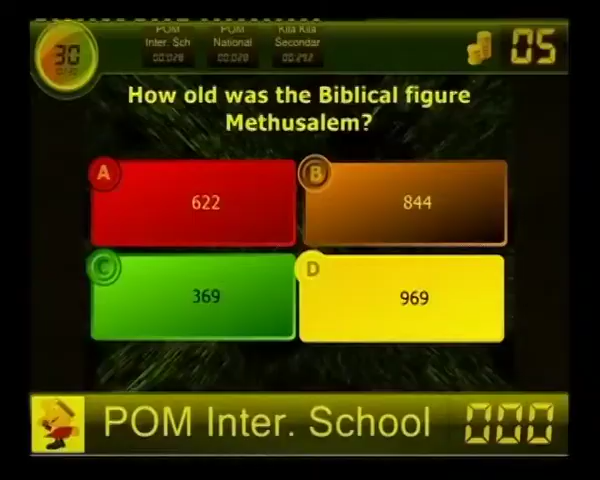 30
POM
Inter. Sch
POM
National
Kila Kila
Secondar
05
How old was the Biblical figure
Methusalem?
A
622
B
844
C
369
D
969
POM Inter. School
000